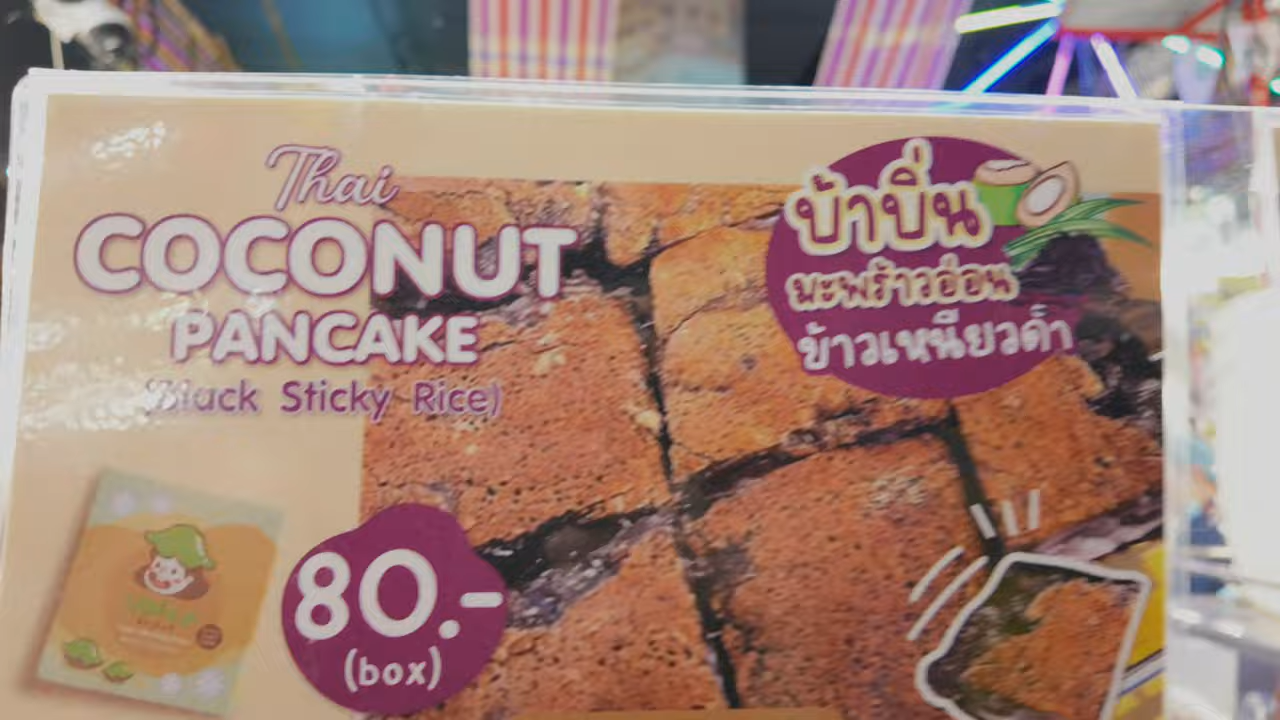 Thai
COCONUT
PANCAKE
(Black Sticky Rice)
บ้าบิ่น
มะพร้าวอ่อน
ข้าวเหนียวดำ
80.-
(box)